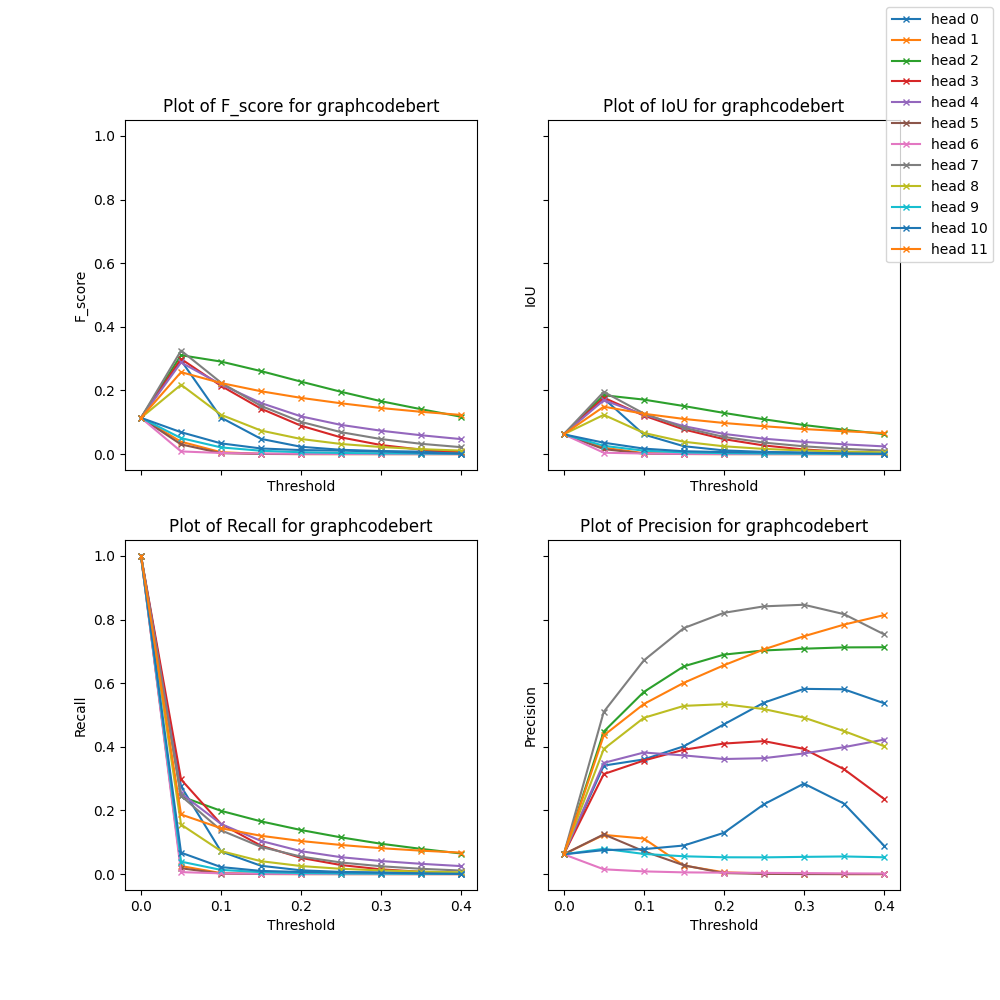 head 0
head 1
head 2
head 3
head 4
head 5
head 6
head 7
head 8
head 9
head 10
head 11
Plot of F_score for graphcodebert
1.0
0.8
0.6
0.4
0.2
0.0
F_score
Threshold
Plot of IoU for graphcodebert
IoU
Threshold
Plot of Recall for graphcodebert
1.0
0.8
0.6
0.4
0.2
0.0
Recall
0.0 0.1 0.2 0.3 0.4
Threshold
Plot of Precision for graphcodebert
Precision
0.0 0.1 0.2 0.3 0.4
Threshold